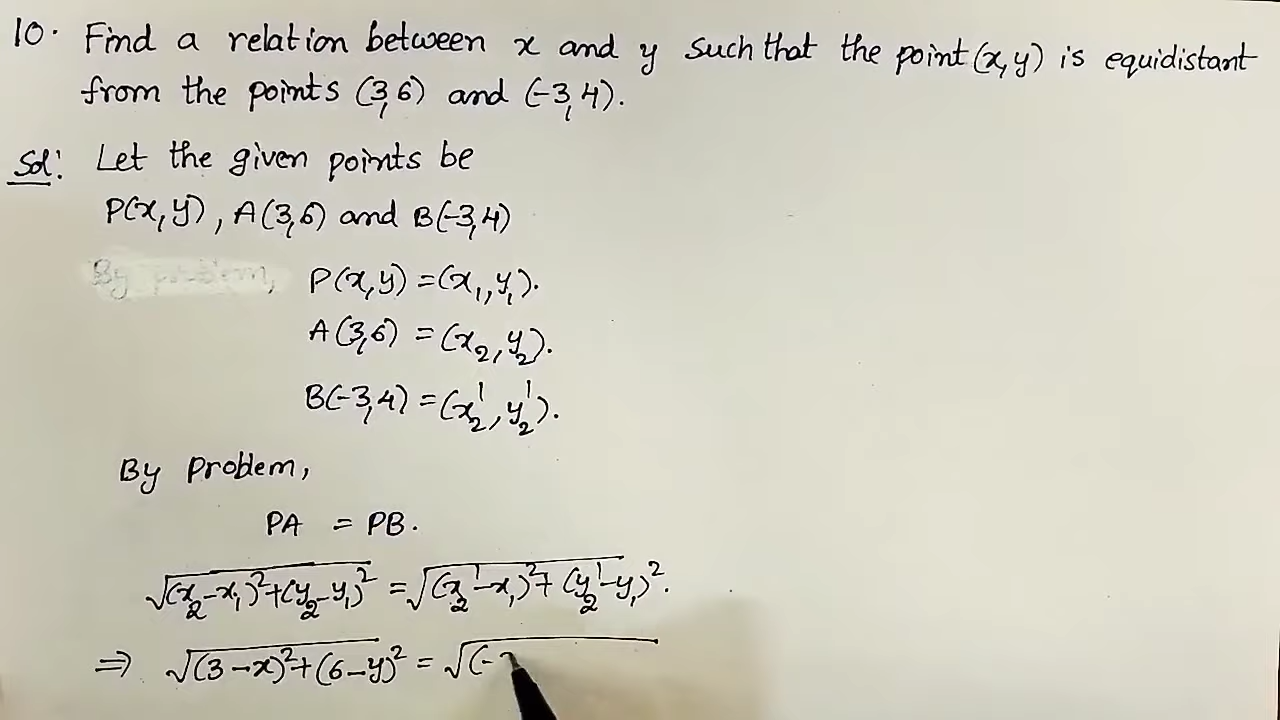 10. Find a relation between x and y such that the point (x, y) is equidistant
from the points (3, 6) and (-3, 4).
Sol: Let the given points be
P(x, y), A(3, 6) and B(-3, 4)
By problem, P(x, y) = (x₁, y₁).
A(3, 6) = (x₂, y₂).
B(-3, 4) = (x₂', y₂').
By Problem,
PA = PB.
√(x₂-x₁)²+(y₂-y₁)² = √(x₂'-x₁)²+(y₂'-y₁)².
⇒ √(3-x)²+(6-y)² = √(-